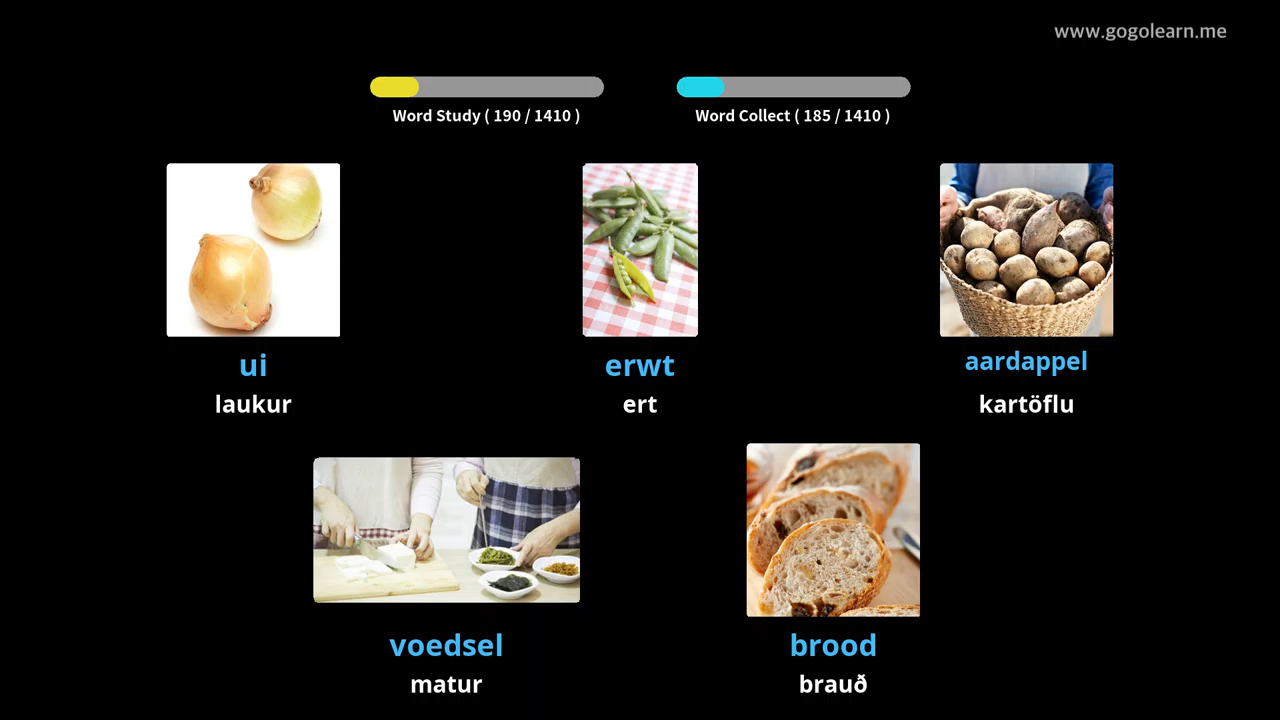 www.gogolearn.me
Word Study ( 190 / 1410 )
Word Collect ( 185 / 1410 )
ui
laukur
erwt
ert
aardappel
kartöflu
voedsel
matur
brood
brauð